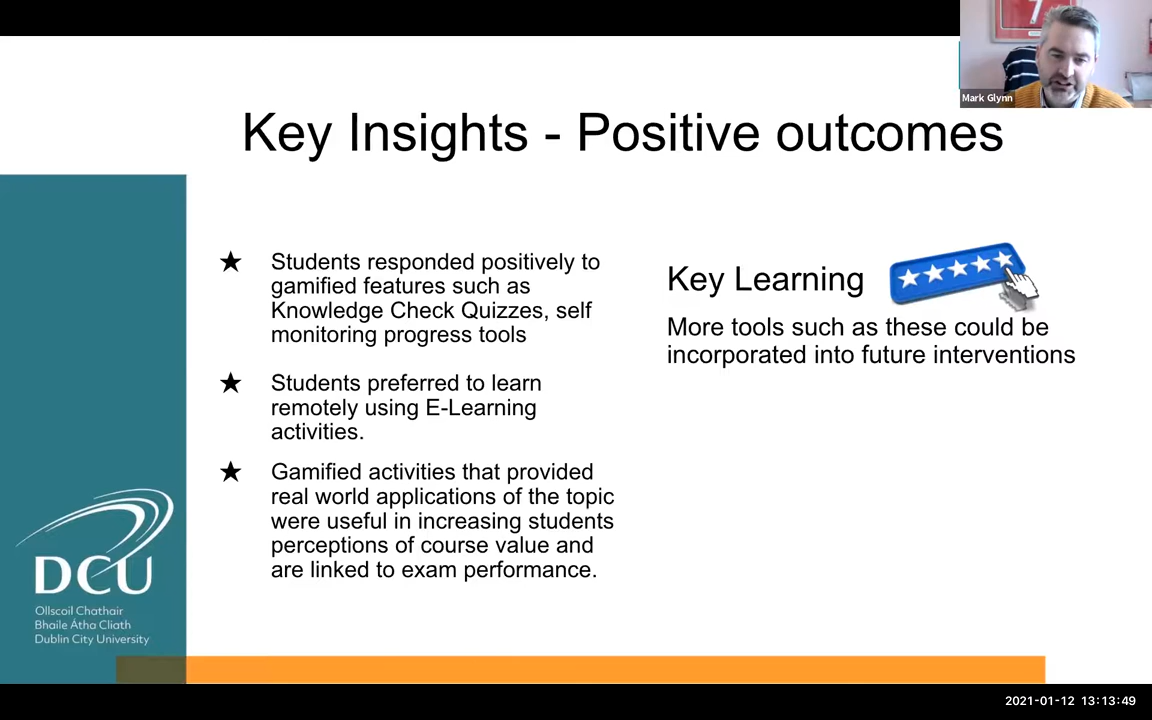 7
Mark Glynn
Key Insights - Positive outcomes
★ Students responded positively to
gamified features such as
Knowledge Check Quizzes, self
monitoring progress tools
★ Students preferred to learn
remotely using E-Learning
activities.
★ Gamified activities that provided
real world applications of the topic
were useful in increasing students
perceptions of course value and
are linked to exam performance.
Key Learning
More tools such as these could be
incorporated into future interventions
DCU
Ollscoil Chathair
Bhaile Átha Cliath
Dublin City University
2021-01-12 13:13:49